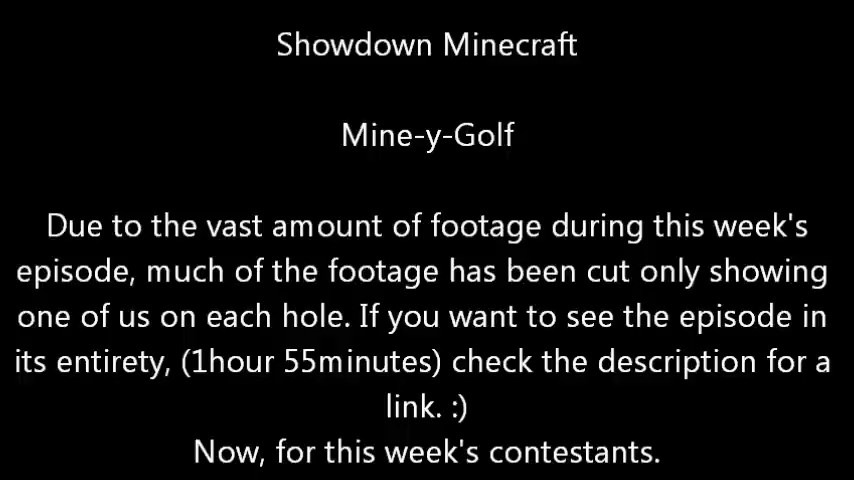 Showdown Minecraft
Mine-y-Golf
Due to the vast amount of footage during this week's
episode, much of the footage has been cut only showing
one of us on each hole. If you want to see the episode in
its entirety, (1hour 55minutes) check the description for a
link. :)
Now, for this week's contestants.